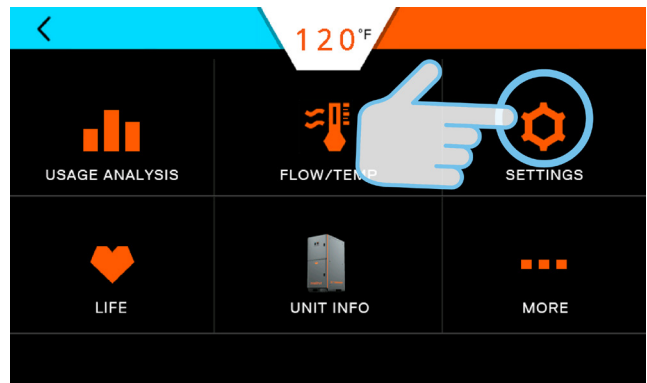 120°F
USAGE ANALYSIS
FLOW/TEMP
SETTINGS
LIFE
UNIT INFO
MORE